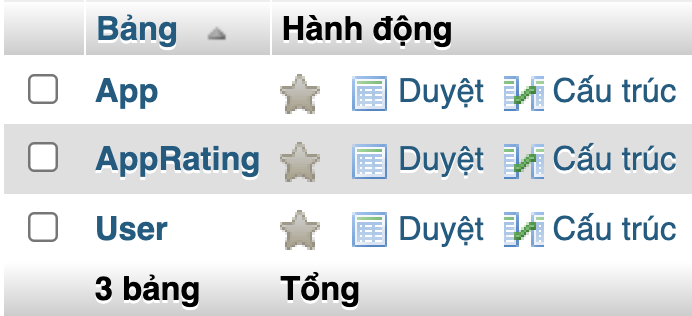 Bảng Hành động
App Duyệt Cấu trúc
AppRating Duyệt Cấu trúc
User Duyệt Cấu trúc
3 bảng Tổng